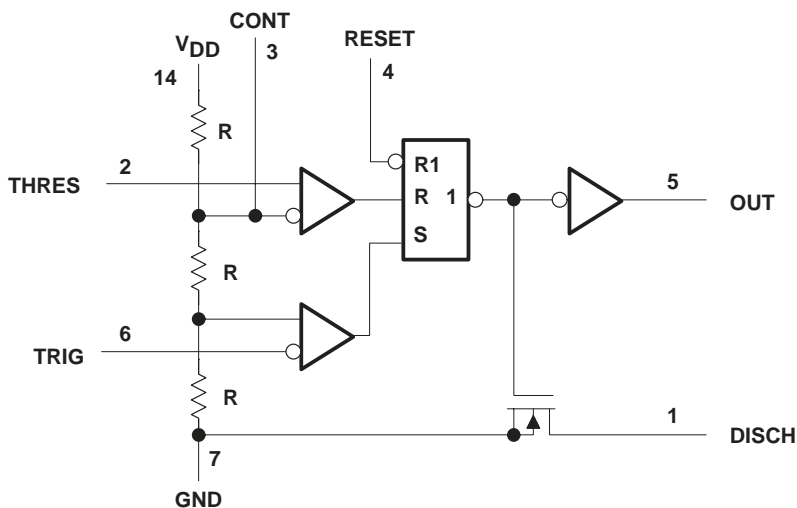 CONT
3
VDD
14
RESET
4
R
THRES
2
R1
R
1
S
5
OUT
R
6
TRIG
R
1
DISCH
7
GND